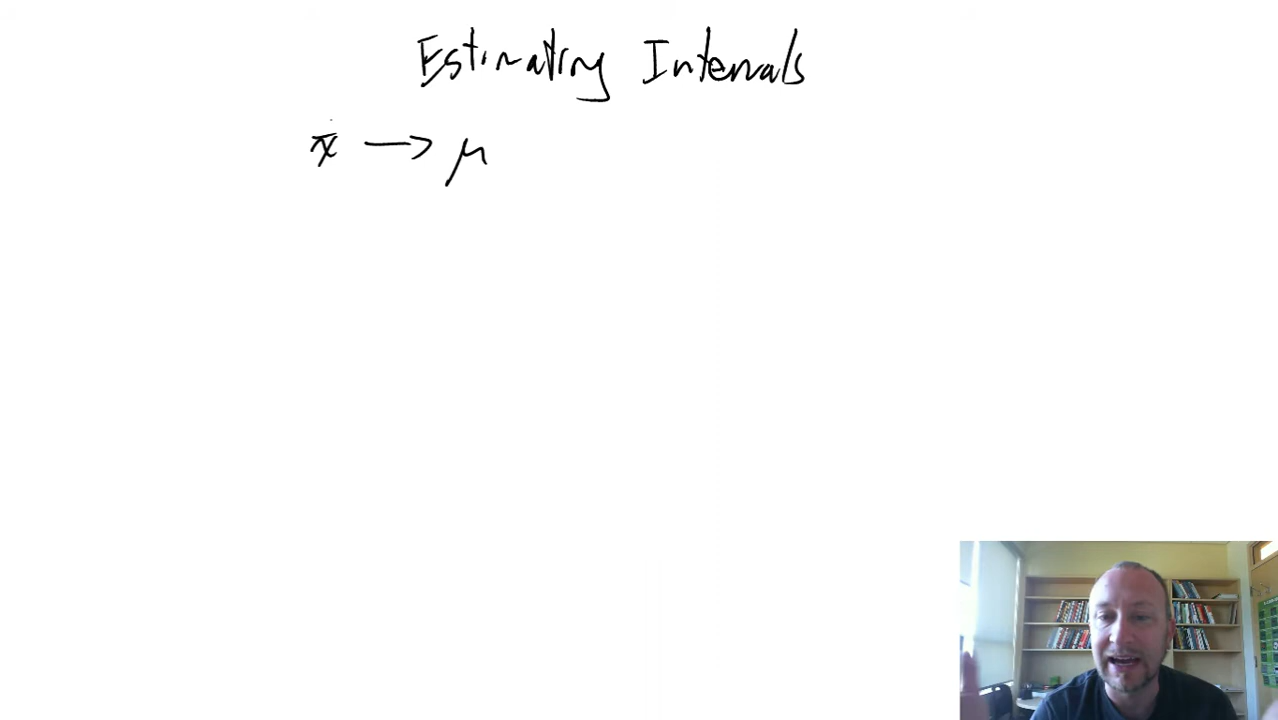 Estimating Intervals
x̄ → μ